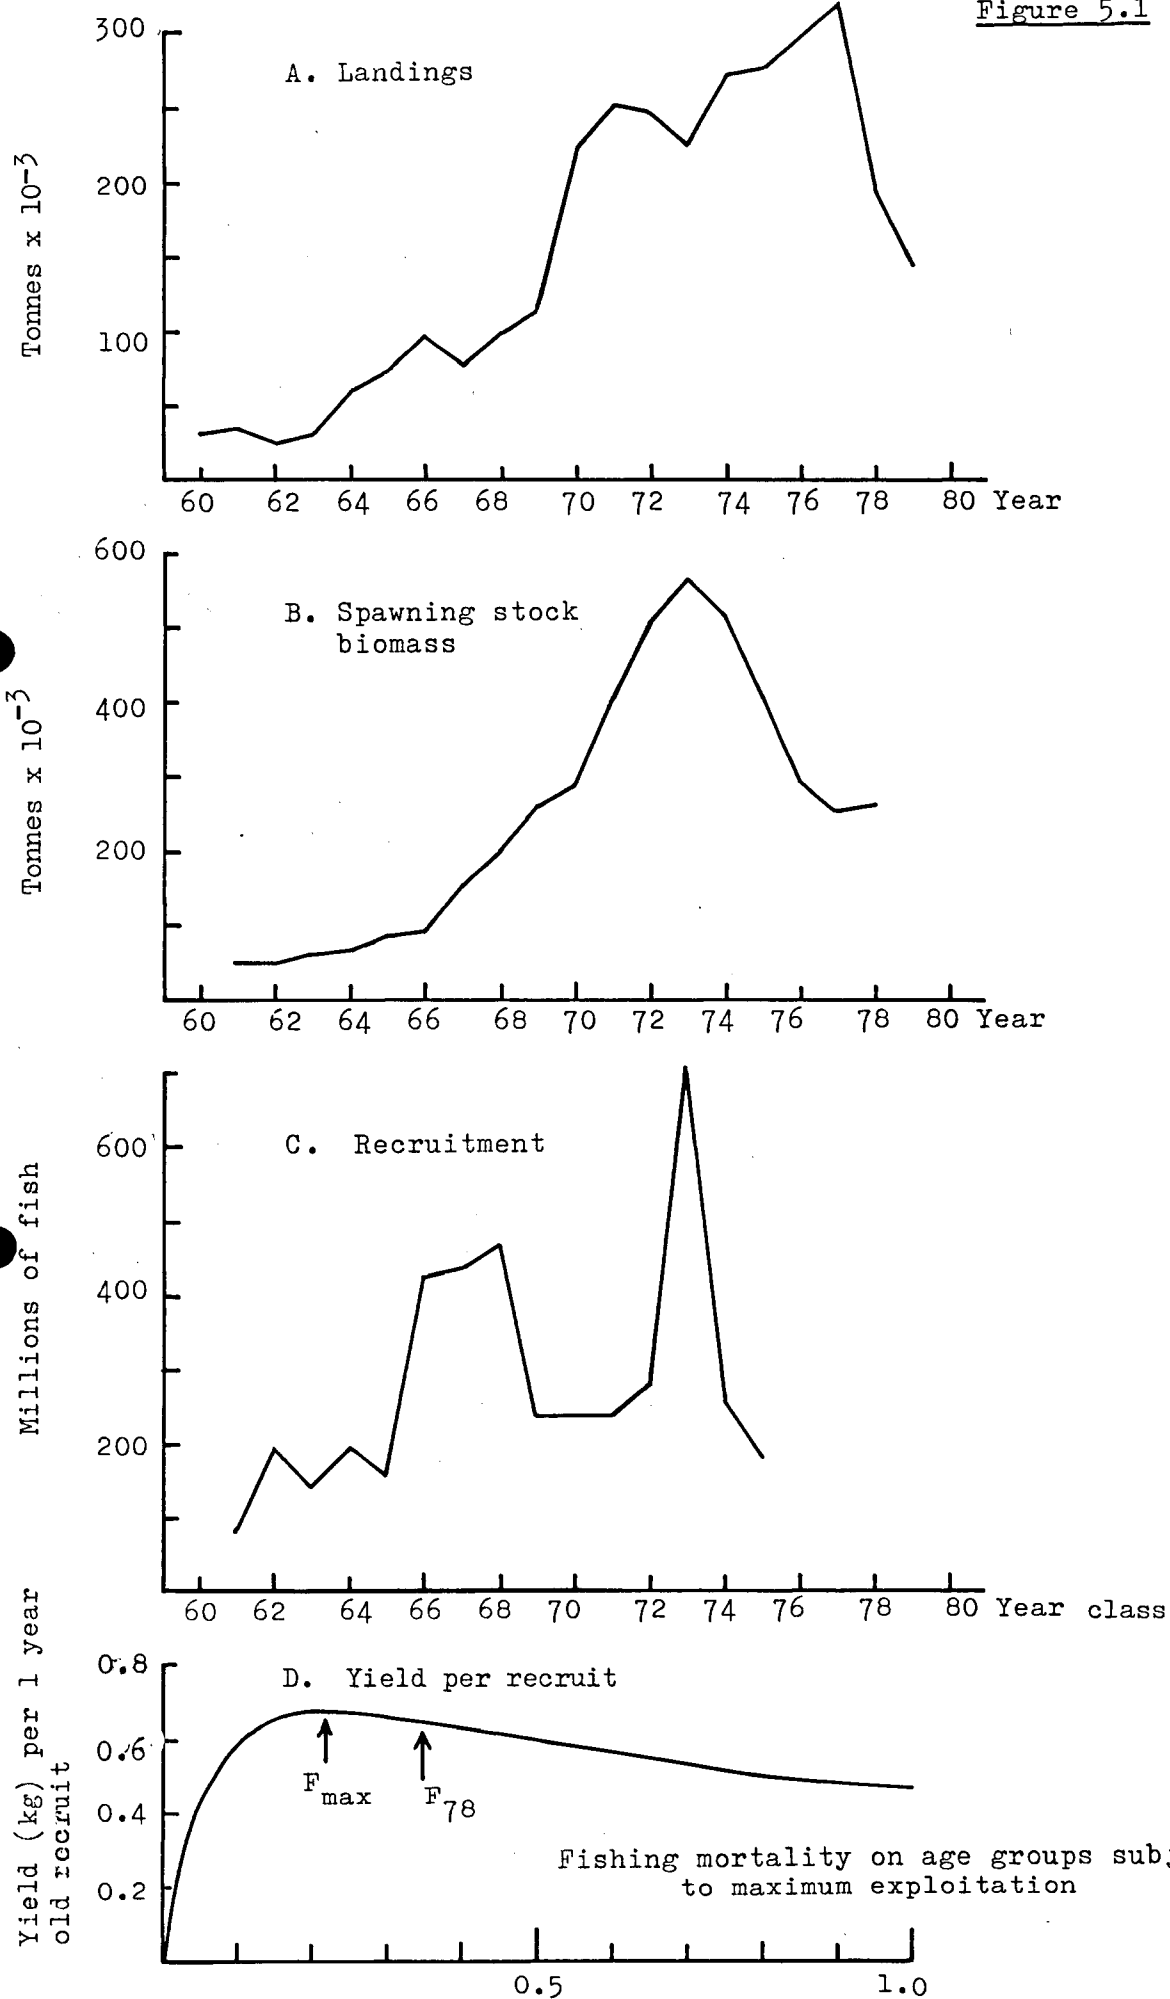 Figure 5.1
A. Landings
Tonnes x 10-3
300
200
100
60 62 64 66 68 70 72 74 76 78 80 Year
B. Spawning stock
biomass
Tonnes x 10-3
600
400
200
60 62 64 66 68 70 72 74 76 78 80 Year
C. Recruitment
Millions of fish
600
400
200
60 62 64 66 68 70 72 74 76 78 80 Year class
D. Yield per recruit
Yield (kg) per 1 year
old recruit
0.8
0.6
0.4
0.2
Fmax
F78
Fishing mortality on age groups sub
to maximum exploitation
0.5 1.0